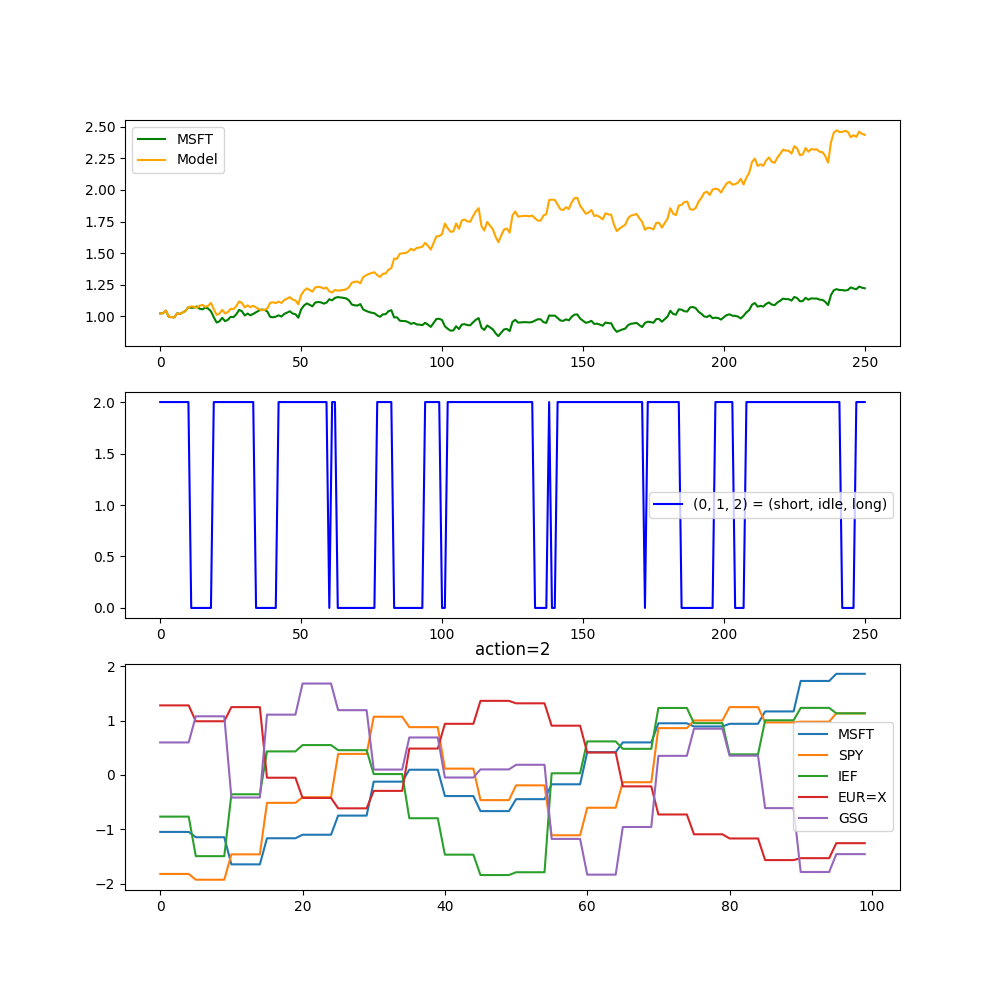 2.50
2.25
2.00
1.75
1.50
1.25
1.00
MSFT
Model
0 50 100 150 200 250
2.0
1.5
1.0
0.5
0.0
(0, 1, 2) = (short, idle, long)
0 50 100 150 200 250
action=2
2
1
0
−1
−2
MSFT
SPY
IEF
EUR=X
GSG
0 20 40 60 80 100